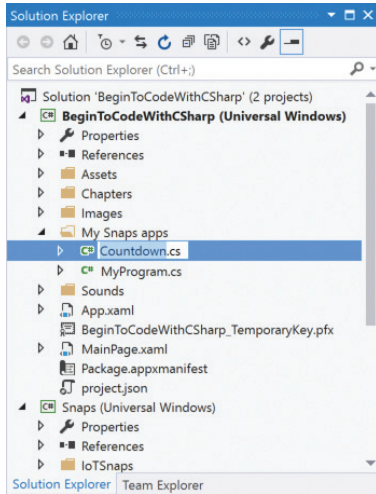 Solution Explorer
Search Solution Explorer (Ctrl+;)
Solution 'BeginToCodeWithCSharp' (2 projects)
C# BeginToCodeWithCSharp (Universal Windows)
Properties
References
Assets
Chapters
Images
My Snaps apps
C# Countdown.cs
C# MyProgram.cs
Sounds
App.xaml
BeginToCodeWithCSharp_TemporaryKey.pfx
MainPage.xaml
Package.appxmanifest
project.json
C# Snaps (Universal Windows)
Properties
References
IoTSnaps
Solution Explorer Team Explorer